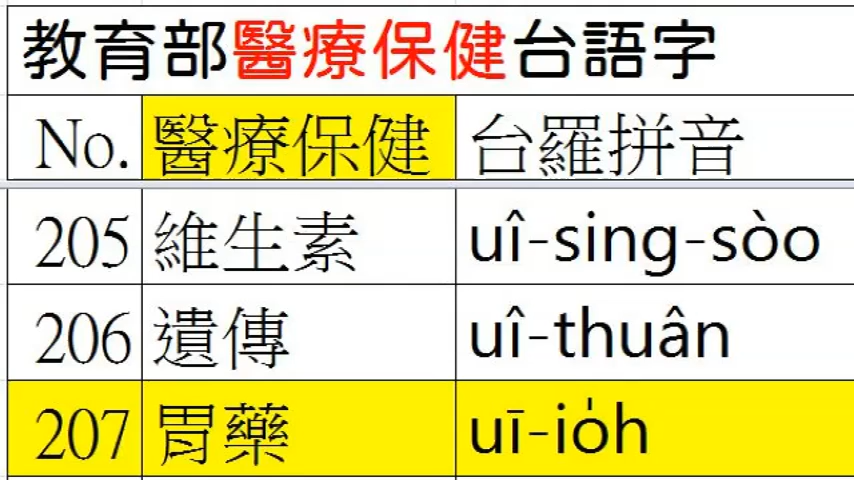 教育部醫療保健台語字
No. 醫療保健 台羅拼音
205 維生素 uî-sing-sòo
206 遺傳 uî-thuân
207 胃藥 uī-io̍h